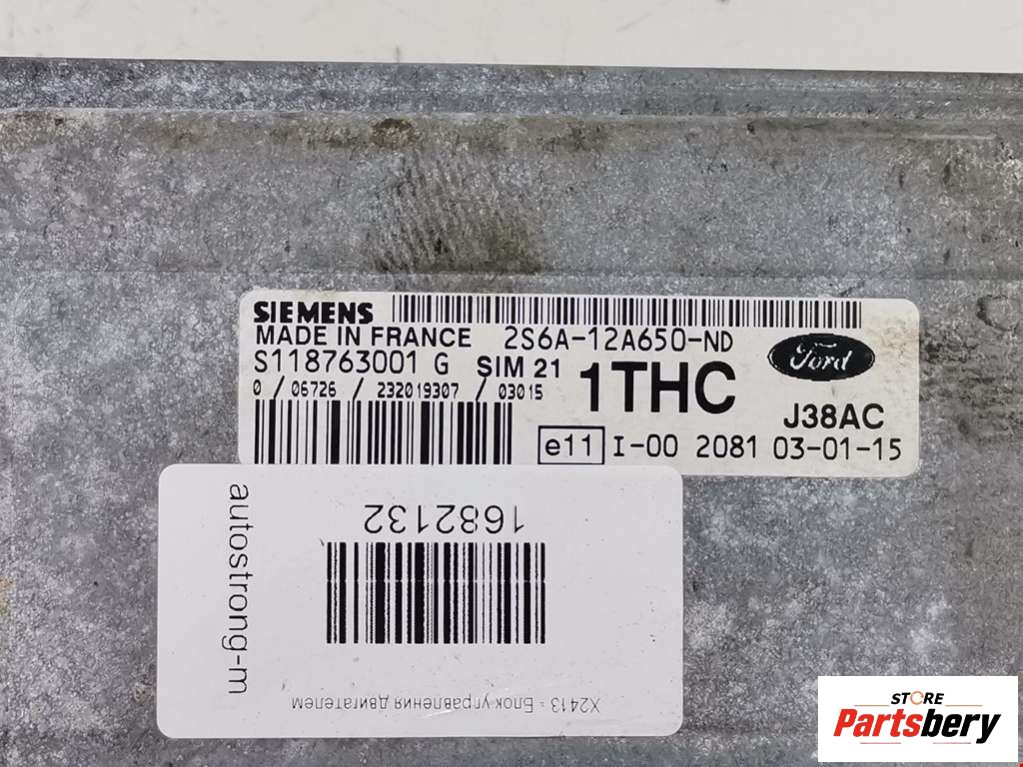 SIEMENS
MADE IN FRANCE 2S6A-12A650-ND
S118763001 G SIM 21
0 / 06726 / 232019307 / 03015
1THC
Ford
J38AC
e11 I-00 2081 03-01-15
1682132
autostrong-m
X2413 - Блок управления двигателем
STORE
Partsbery